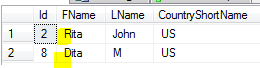 Id FName LName CountryShortName
1 2 Rita John US
2 8 Dita M US